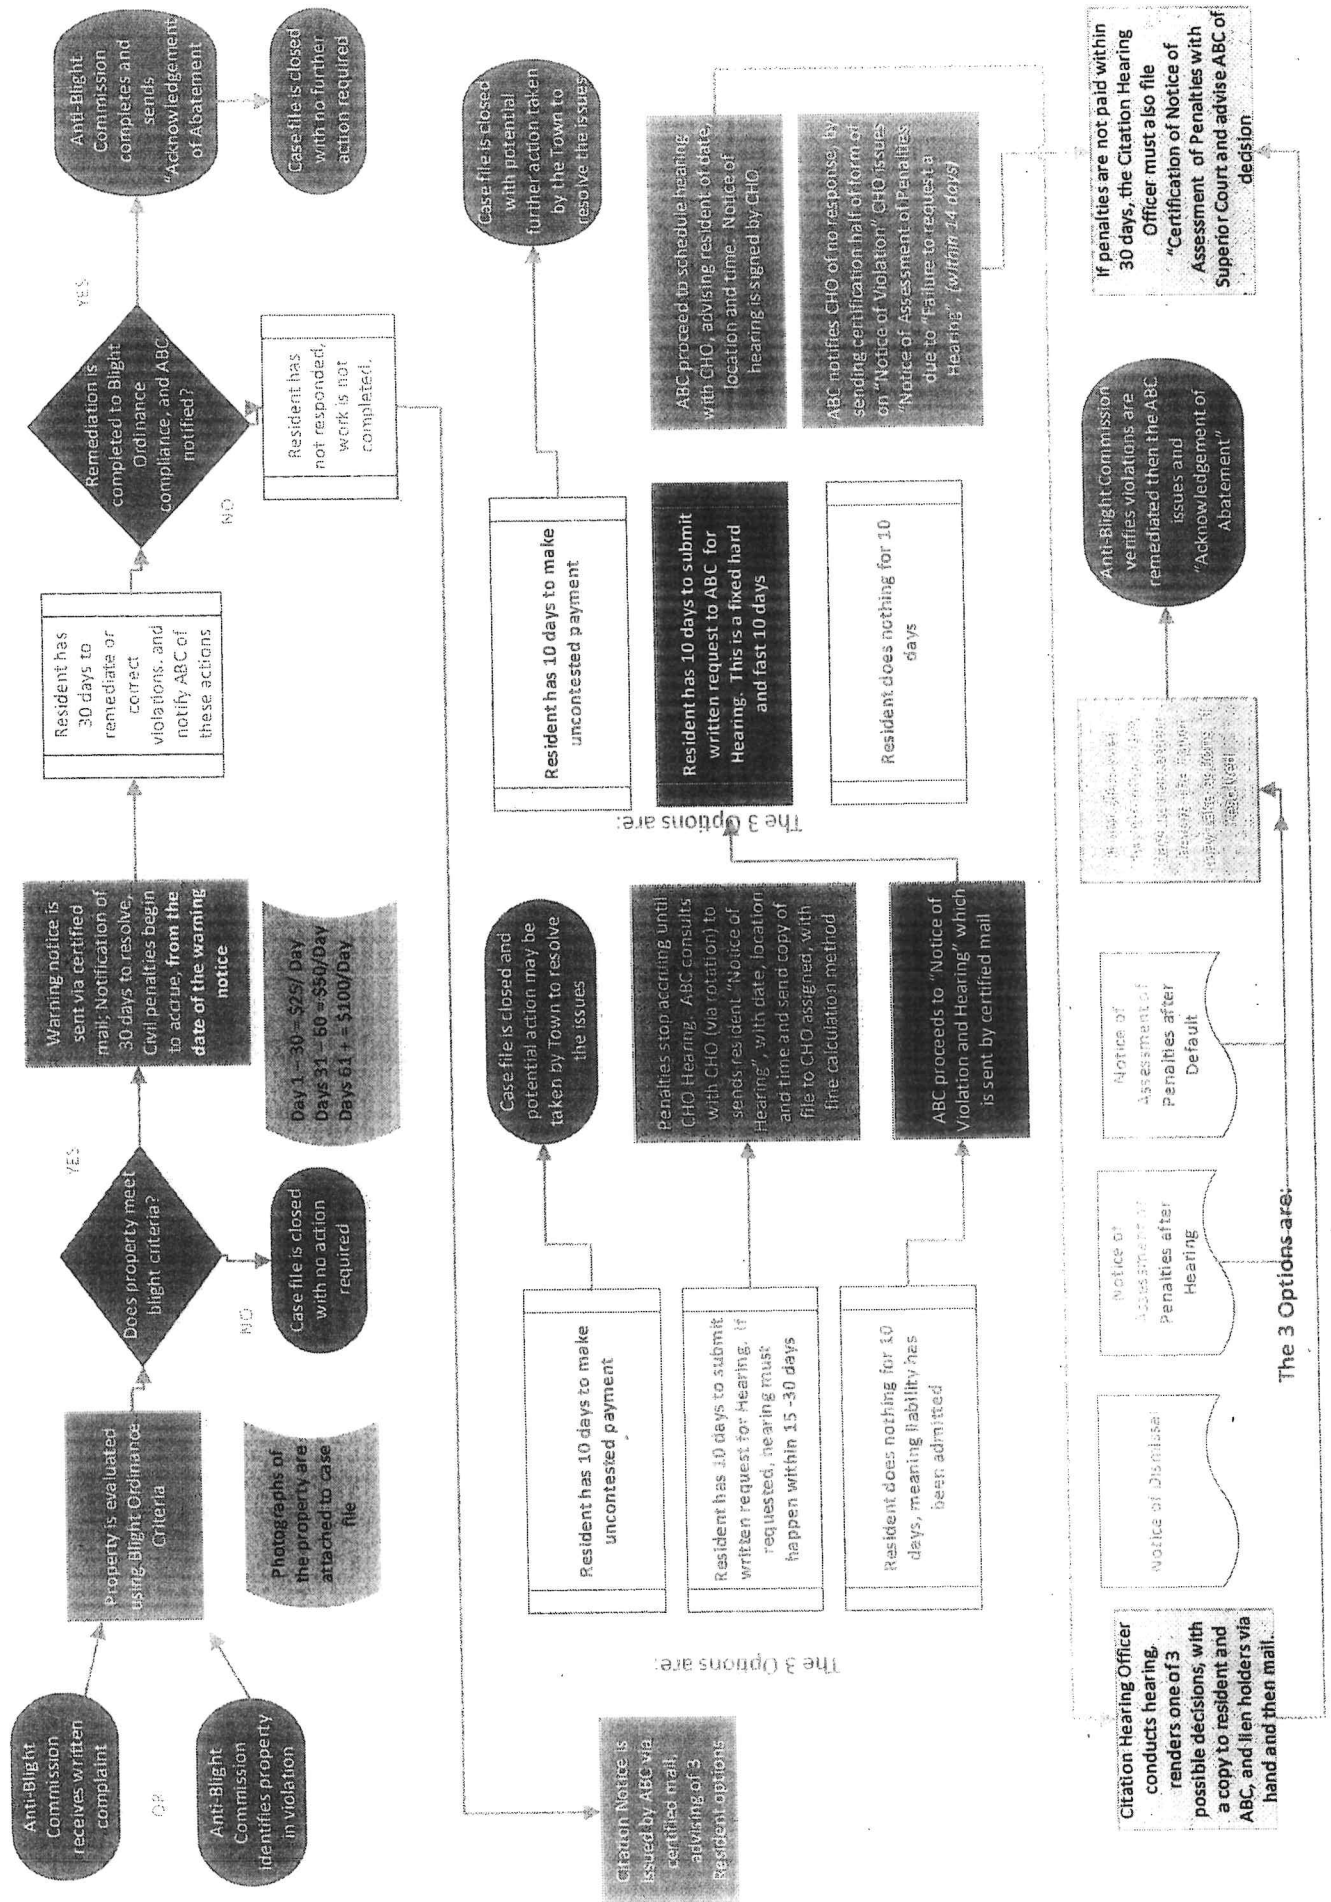 Anti-Blight
Commission
receives written
complaint
OR
Anti-Blight
Commission
identifies property
in violation
Property is evaluated
using Blight Ordinance
Criteria
Photographs of
the property are
attached to case
file
Does property meet
blight criteria?
YES
NO
Case file is closed
with no action
required
Warning notice is
sent via certified
mail; Notification of
30 days to resolve,
Civil penalties begin
to accrue, from the
date of the warning
notice
Day 1 - 30 = $25/ Day
Days 31 - 60 = $50/Day
Days 61 + = $100/Day
Resident has
30 days to
remediate or
correct
violations, and
notify ABC of
these actions
Remediation is
completed to Blight
Ordinance
compliance, and ABC
notified?
YES
NO
Anti-Blight
Commission
completes and
sends
"Acknowledgement
of Abatement
Case file is closed
with no further
action required
Resident has
not responded,
work is not
completed.
Citation Notice is
issued by ABC via
certified mail,
advising of 3
Resident options
The 3 Options are:
Resident has 10 days to make
uncontested payment
Resident has 10 days to submit
written request for Hearing. If
requested, hearing must
happen within 15 -30 days
Resident does nothing for 10
days, meaning liability has
been admitted
Case file is closed and
potential action may be
taken by Town to resolve
the issues
Penalties stop accruing until
CHO Hearing. ABC consults
with CHO (via rotation) to
sends resident "Notice of
Hearing", with date, location
and time and send copy of
file to CHO assigned, with
fine calculation method
ABC proceeds to "Notice of
Violation and Hearing" which
is sent by certified mail
The 3 Options are:
Resident has 10 days to make
uncontested payment
Resident has 10 days to submit
written request to ABC for
Hearing. This is a fixed hard
and fast 10 days
Resident does nothing for 10
days
Case file is closed
with potential
further action taken
by the Town to
resolve the issues
ABC proceed to schedule hearing
with CHO, advising resident of date,
location and time. Notice of
hearing is signed by CHO
ABC notifies CHO of no response, by
sending certification half of form of
on "Notice of Violation" CHO issues
"Notice of Assessment of Penalties
due to "Failure to request a
Hearing", (within 14 days)
Citation Hearing Officer
conducts hearing,
renders one of 3
possible decisions, with
a copy to resident and
ABC, and lien holders via
hand and then mail.
Notice of Dismissal
Notice of
Assessment of
Penalties after
Hearing
Notice of
Assessment of
Penalties after
Default
The 3 Options are:
Anti-Blight Commission
verifies violations are
remediated then the ABC
issues and
"Acknowledgement of
Abatement"
If penalties are not paid within
30 days, the Citation Hearing
Officer must also file
"Certification of Notice of
Assessment of Penalties with
Superior Court and advise ABC of
decision